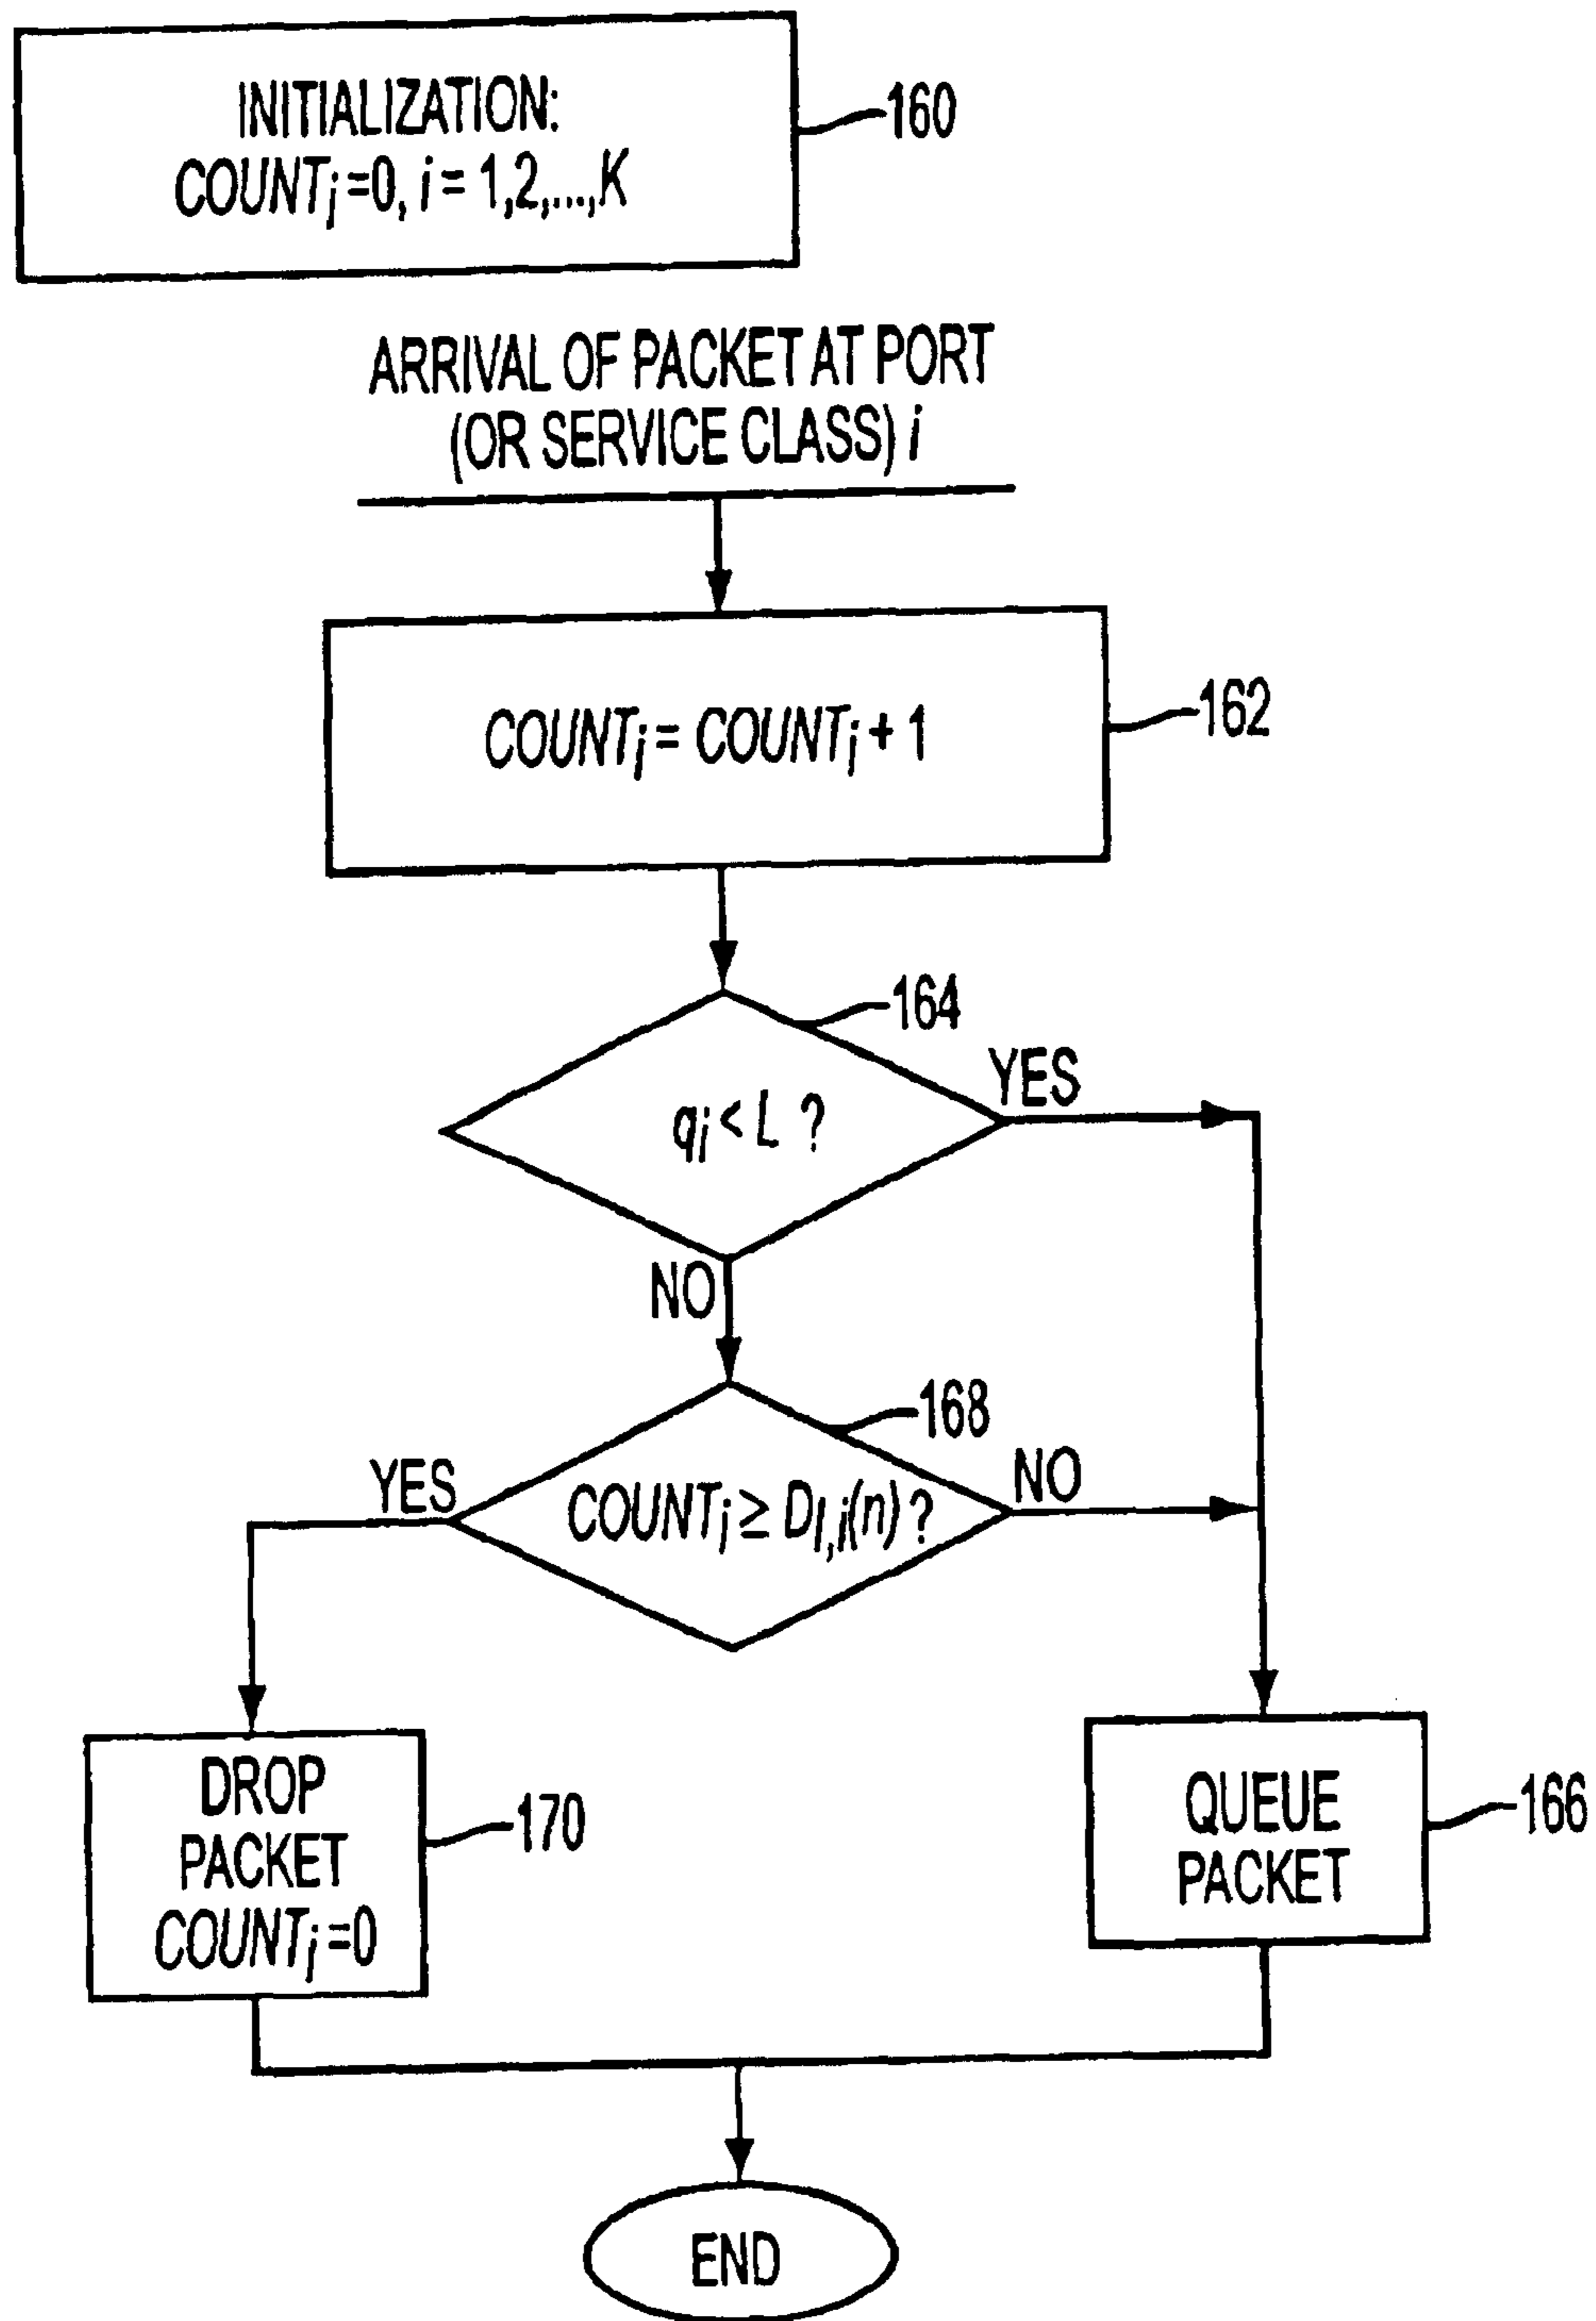 INITIALIZATION:
COUNTi=0, i = 1,2,...,K
160
ARRIVAL OF PACKET AT PORT
(OR SERVICE CLASS) i
COUNTi = COUNTi + 1
162
164
qi < L ?
YES
NO
168
YES
COUNTi ≥ Dl,i(n) ?
NO
DROP
PACKET
COUNTi =0
170
QUEUE
PACKET
166
END